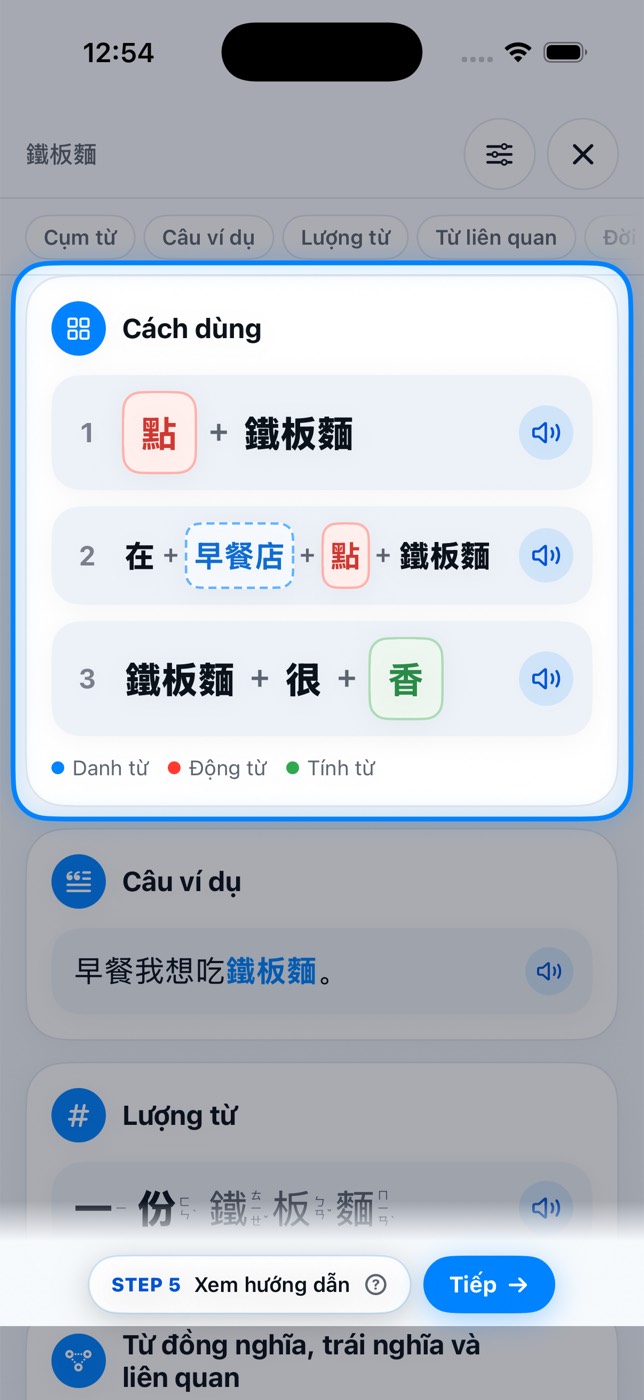 12:54
鐵板麵
Cụm từ
Câu ví dụ
Lượng từ
Từ liên quan
Cách dùng
1 點 + 鐵板麵
2 在 + 早餐店 + 點 + 鐵板麵
3 鐵板麵 + 很 + 香
Danh từ Động từ Tính từ
Câu ví dụ
早餐我想吃鐵板麵。
# Lượng từ
一份 鐵板麵
STEP 5 Xem hướng dẫn ?
Tiếp →
Từ đồng nghĩa, trái nghĩa và
liên quan